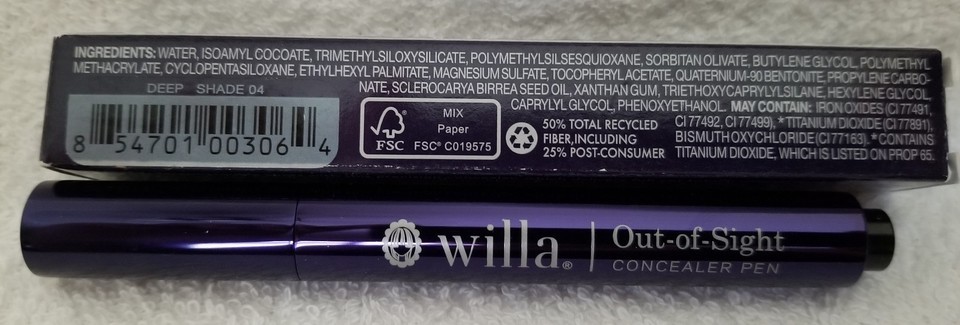 INGREDIENTS: WATER, ISOAMYL COCOATE, TRIMETHYLSILOXYSILICATE, POLYMETHYLSILSESQUIOXANE, SORBITAN OLIVATE, BUTYLENE GLYCOL, POLYMETHYL
METHACRYLATE, CYCLOPENTASILOXANE, ETHYLHEXYL PALMITATE, MAGNESIUM SULFATE, TOCOPHERYL ACETATE, QUATERNIUM-90 BENTONITE, PROPYLENE CARBO-
NATE, SCLEROCARYA BIRREA SEED OIL, XANTHAN GUM, TRIETHOXYCAPRYLYLSILANE, HEXYLENE GLYCOL,
CAPRYLYL GLYCOL, PHENOXYETHANOL. MAY CONTAIN: IRON OXIDES (CI 77491,
CI 77492, CI 77499), *TITANIUM DIOXIDE (CI 77891),
BISMUTH OXYCHLORIDE (CI 77163). *CONTAINS
TITANIUM DIOXIDE, WHICH IS LISTED ON PROP 65.
DEEP SHADE 04
8 54701 00306 4
FSC
MIX
Paper
FSC® C019575
50% TOTAL RECYCLED
FIBER, INCLUDING
25% POST-CONSUMER
willa®
Out-of-Sight
CONCEALER PEN